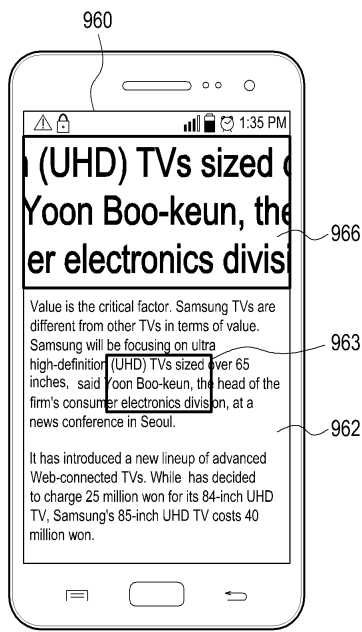 960
1:35 PM
n (UHD) TVs sized o
Yoon Boo-keun, the
er electronics divisi
966
Value is the critical factor. Samsung TVs are
different from other TVs in terms of value.
Samsung will be focusing on ultra
high-definition (UHD) TVs sized over 65
inches, said Yoon Boo-keun, the head of the
firm's consumer electronics division, at a
news conference in Seoul.
963
962
It has introduced a new lineup of advanced
Web-connected TVs. While has decided
to charge 25 million won for its 84-inch UHD
TV, Samsung's 85-inch UHD TV costs 40
million won.